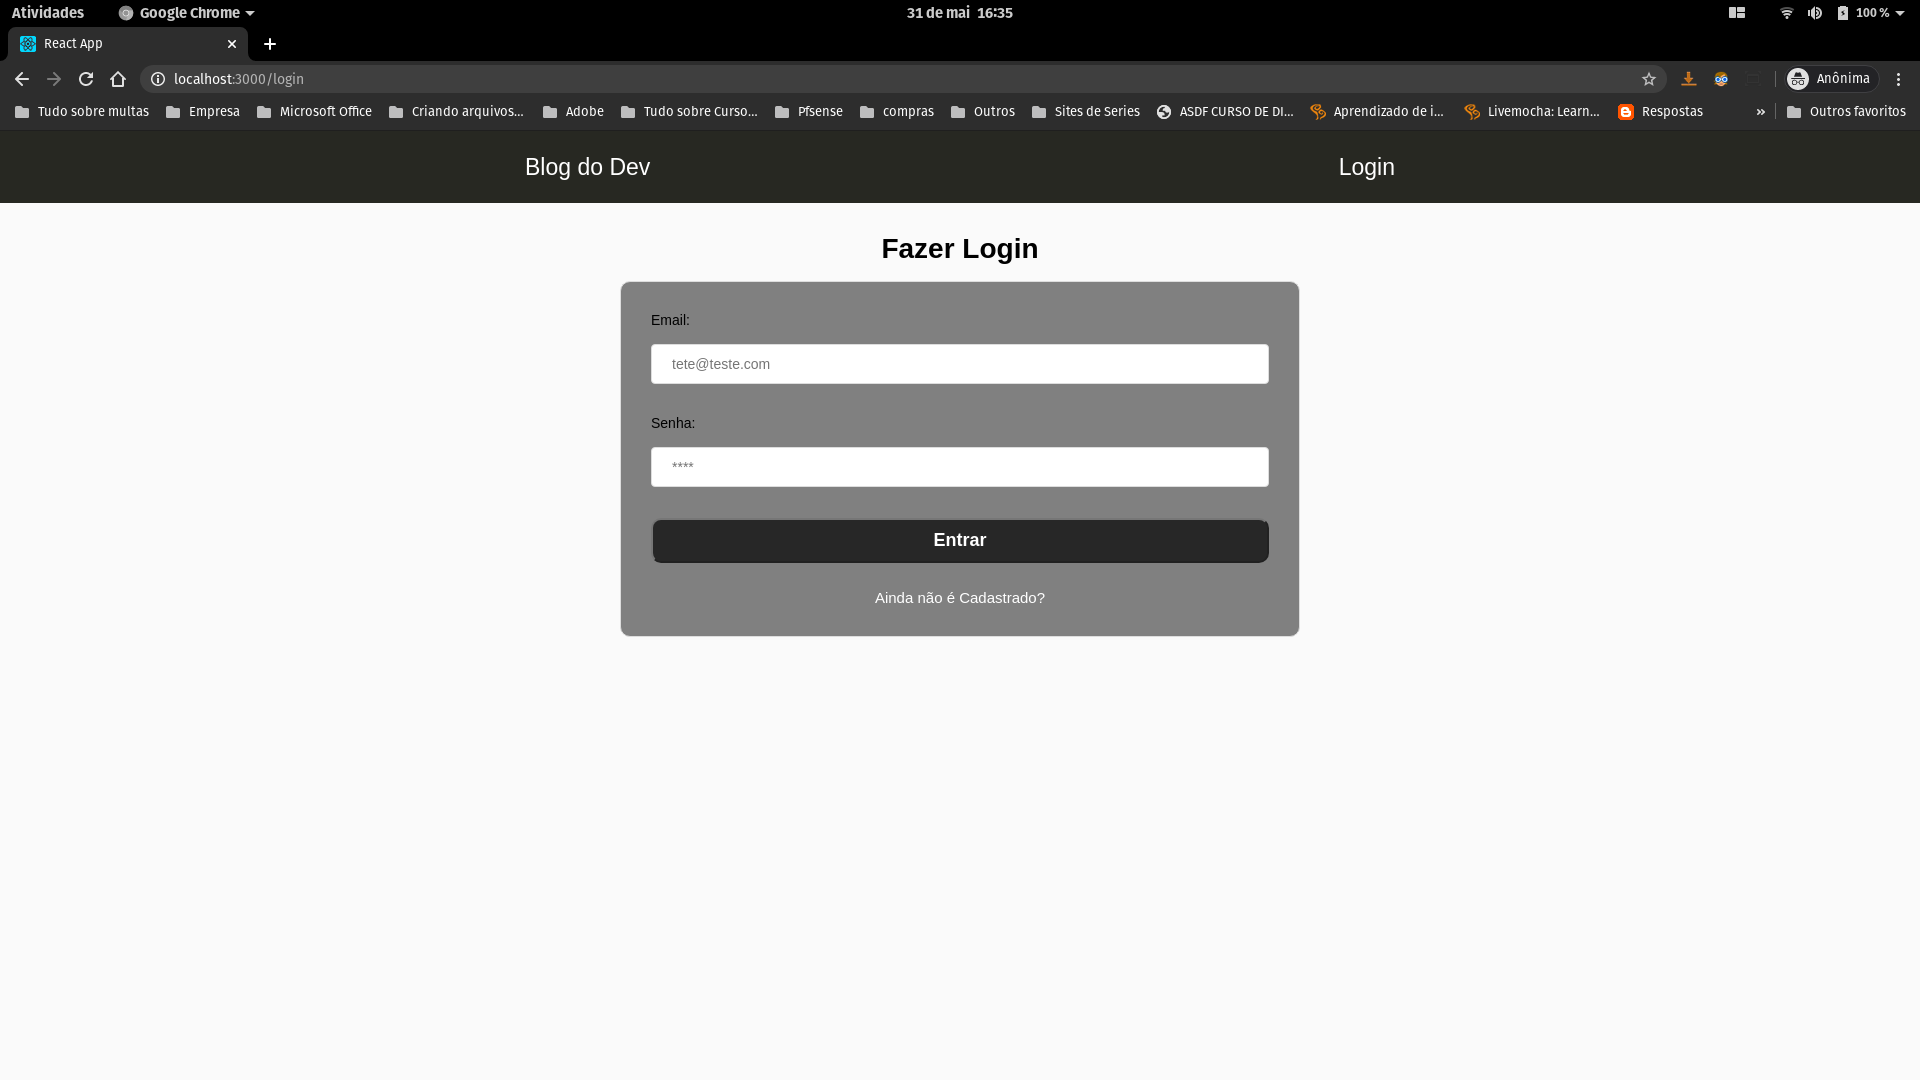 Atividades Google Chrome 31 de mai 16:35 100 %
React App
localhost:3000/login Anônima
Tudo sobre multas Empresa Microsoft Office Criando arquivos... Adobe Tudo sobre Curso... Pfsense compras Outros Sites de Series ASDF CURSO DE DI... Aprendizado de i... Livemocha: Learn... Respostas » Outros favoritos
Blog do Dev Login
Fazer Login
Email:
tete@teste.com
Senha:
****
Entrar
Ainda não é Cadastrado?